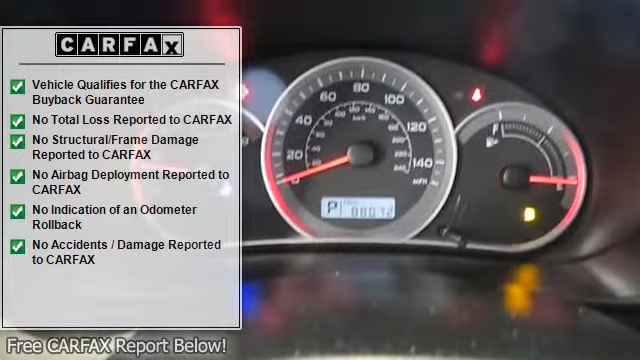 CARFAX
Vehicle Qualifies for the CARFAX
Buyback Guarantee
No Total Loss Reported to CARFAX
No Structural/Frame Damage
Reported to CARFAX
No Airbag Deployment Reported to
CARFAX
No Indication of an Odometer
Rollback
No Accidents / Damage Reported
to CARFAX
Free CARFAX Report Below!
20
40
60
80
100
120
140
MPH
km/h
P
F